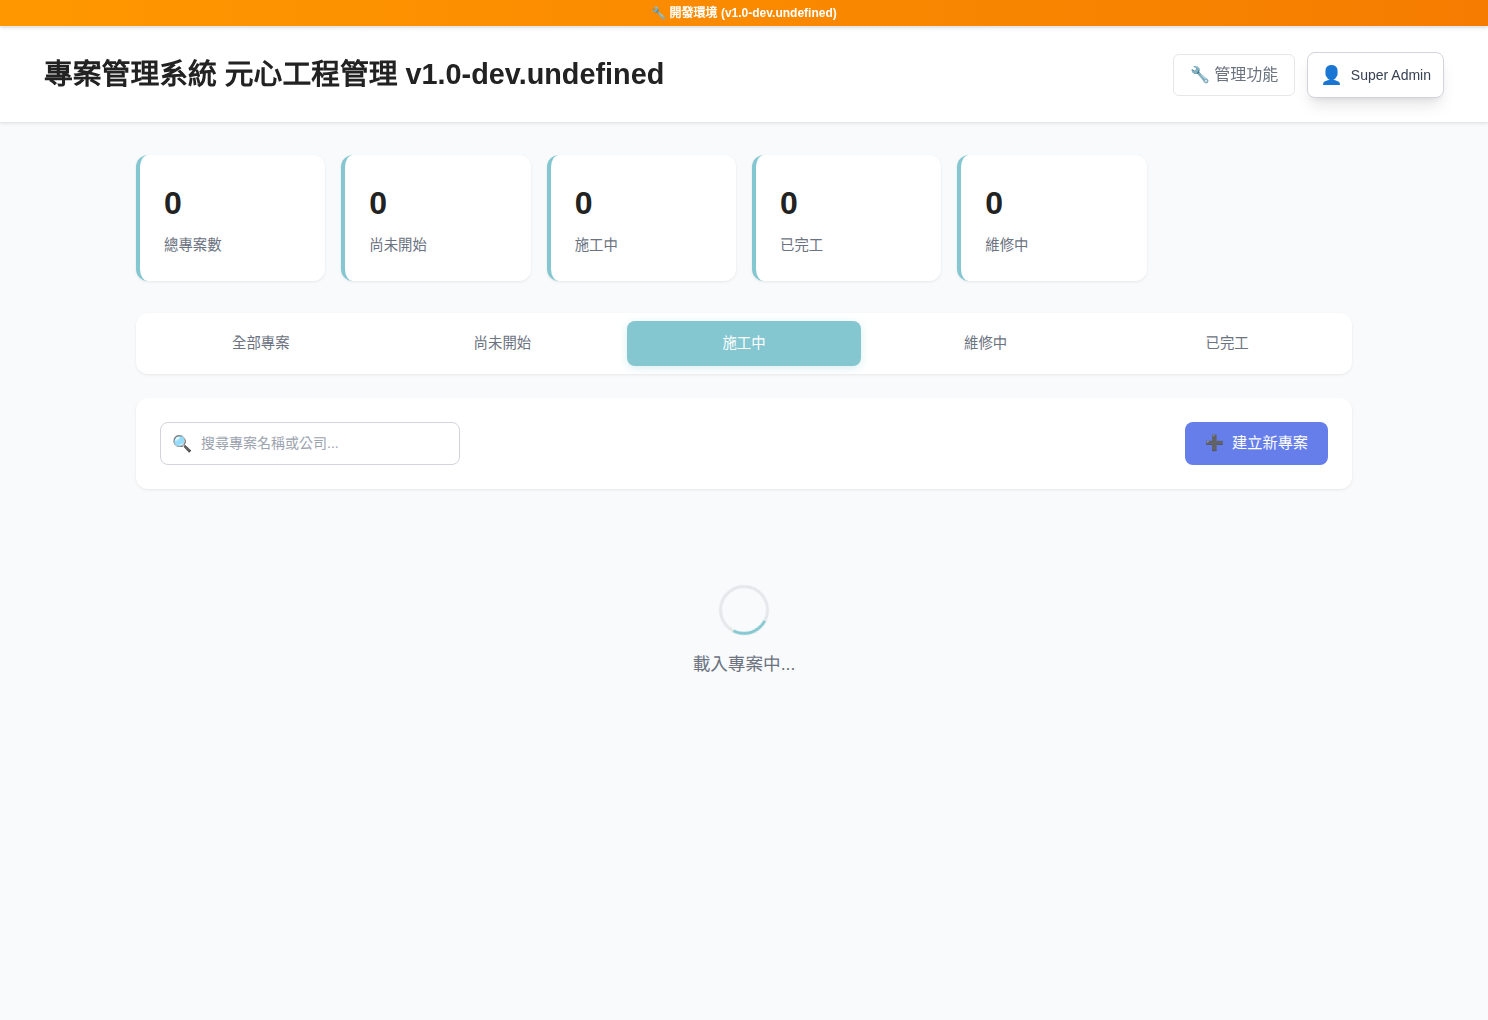 🔧 開發環境 (v1.0-dev.undefined)
專案管理系統 元心工程管理 v1.0-dev.undefined
🔧 管理功能
👤 Super Admin
0
總專案數
0
尚未開始
0
施工中
0
已完工
0
維修中
全部專案
尚未開始
施工中
維修中
已完工
🔍 搜尋專案名稱或公司...
➕ 建立新專案
載入專案中...